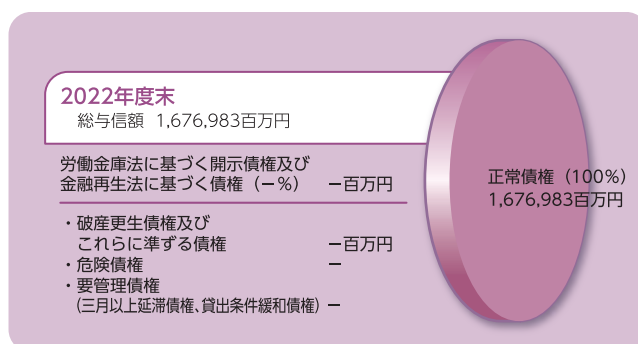 2022年度末
総与信額 1,676,983百万円
労働金庫法に基づく開示債権及び
金融再生法に基づく債権（－％） －百万円
・破産更生債権及び
これらに準ずる債権 －百万円
・危険債権 －
・要管理債権
（三月以上延滞債権、貸出条件緩和債権） －
正常債権（100％）
1,676,983百万円